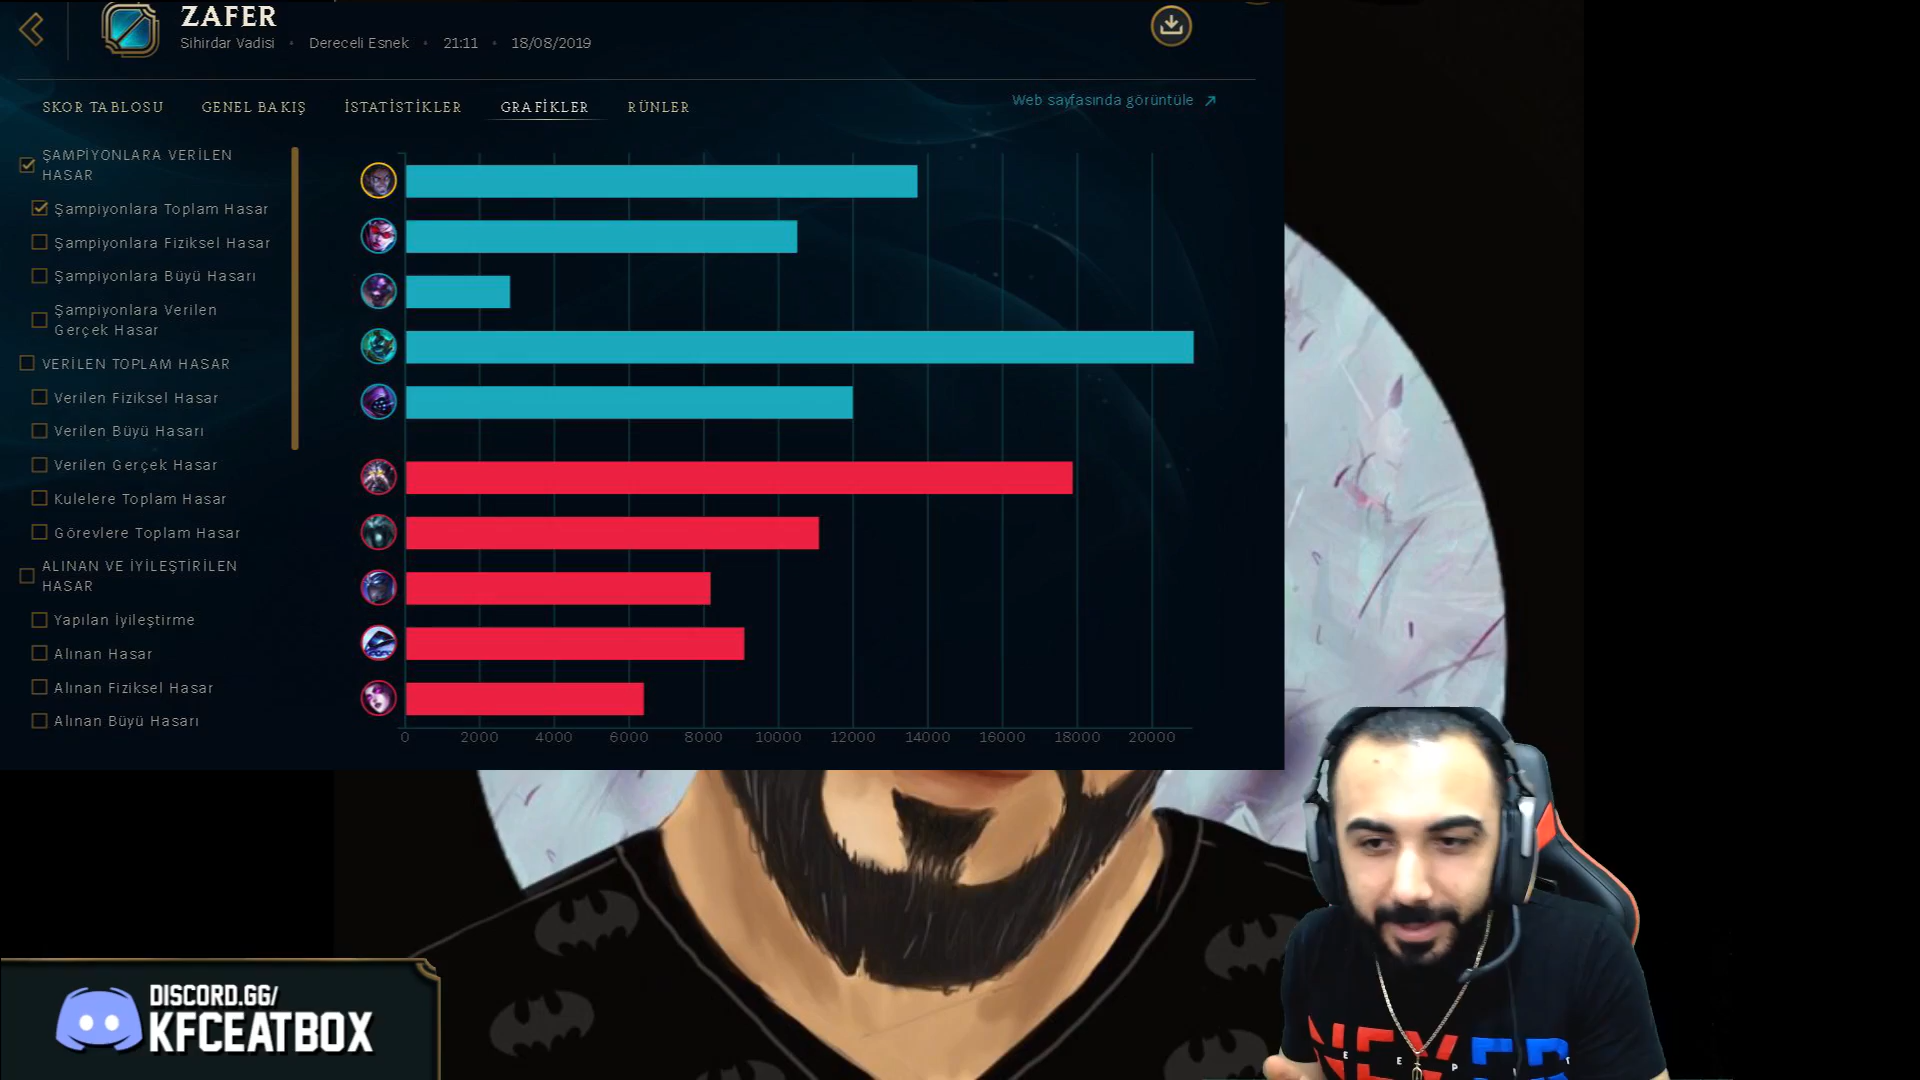 ZAFER
Sihirdar Vadisi • Dereceli Esnek • 21:11 • 18/08/2019
SKOR TABLOSU GENEL BAKIŞ İSTATİSTİKLER GRAFİKLER RÜNLER
Web sayfasında görüntüle
ŞAMPİYONLARA VERİLEN
HASAR
Şampiyonlara Toplam Hasar
Şampiyonlara Fiziksel Hasar
Şampiyonlara Büyü Hasarı
Şampiyonlara Verilen
Gerçek Hasar
VERİLEN TOPLAM HASAR
Verilen Fiziksel Hasar
Verilen Büyü Hasarı
Verilen Gerçek Hasar
Kulelere Toplam Hasar
Görevlere Toplam Hasar
ALINAN VE İYİLEŞTİRİLEN
HASAR
Yapılan İyileştirme
Alınan Hasar
Alınan Fiziksel Hasar
Alınan Büyü Hasarı
0 2000 4000 6000 8000 10000 12000 14000 16000 18000 20000
DISCORD.GG/
KFCEATBOX